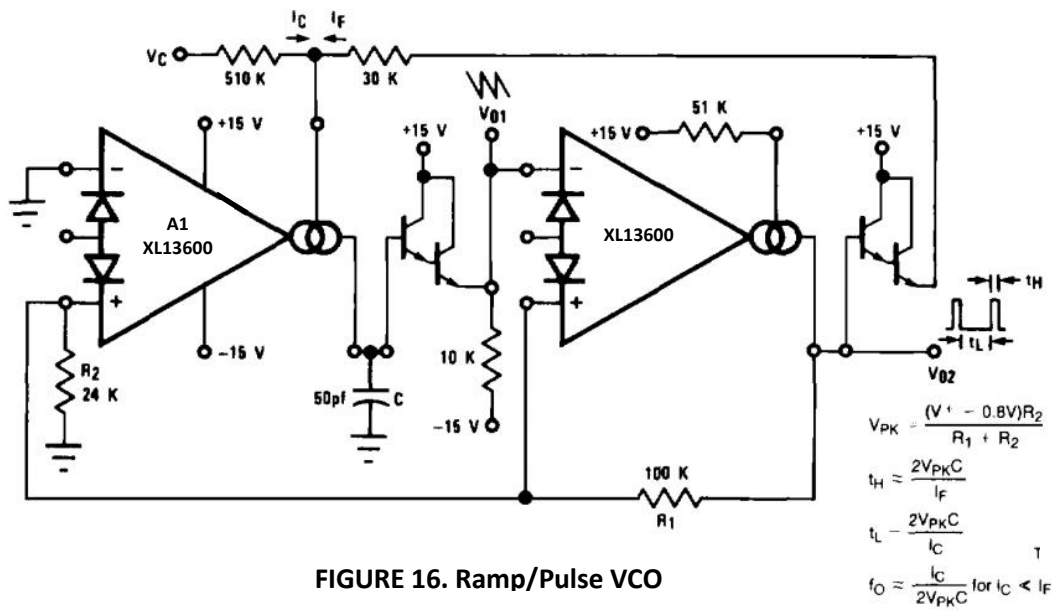 IC IF
VC
510 K
30 K
51 K
VO1
+15 V
+15 V
+15 V
+15 V
−
A1
XL13600
+
−
XL13600
+
−15 V
R2
24 K
50pf
C
10 K
−15 V
tH
tL
VO2
100 K
R1
VPK = (V+ − 0.8V)R2 / R1 + R2
tH ≈ 2VPKC / IF
tL = 2VPKC / IC
fO ≈ IC / 2VPKC for IC ≪ IF
FIGURE 16. Ramp/Pulse VCO